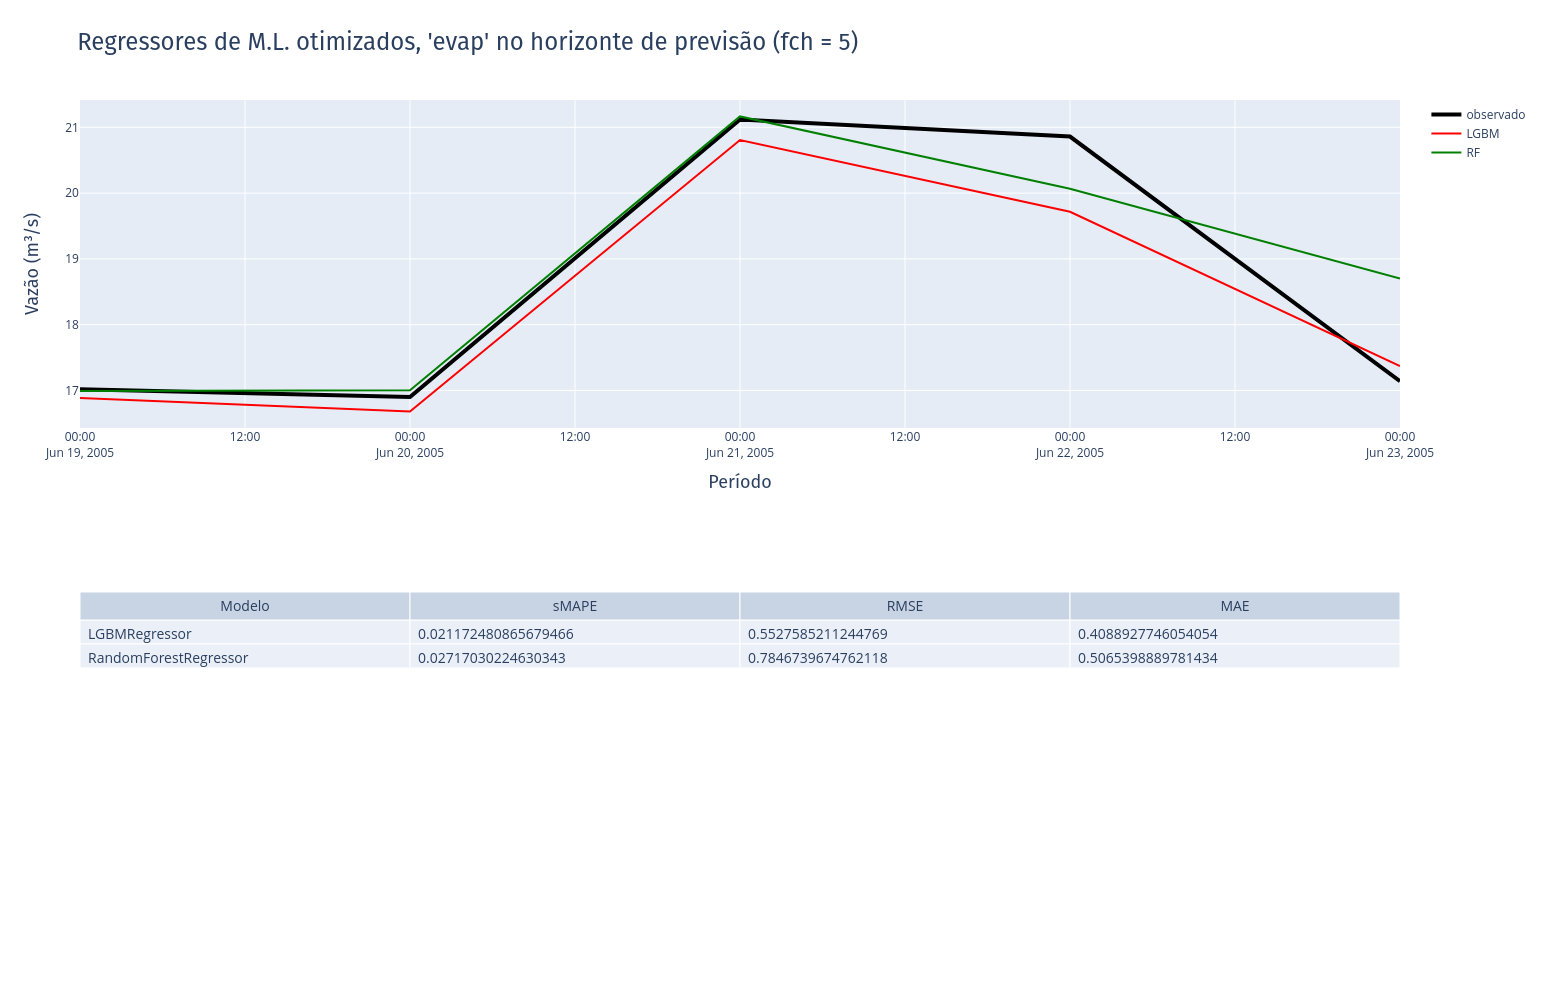 Regressores de M.L. otimizados, 'evap' no horizonte de previsão (fch = 5)
observado
LGBM
RF
Vazão (m³/s)
21
20
19
18
17
00:00 12:00 00:00 12:00 00:00 12:00 00:00 12:00 00:00
Jun 19, 2005 Jun 20, 2005 Jun 21, 2005 Jun 22, 2005 Jun 23, 2005
Período
Modelo sMAPE RMSE MAE
LGBMRegressor 0.021172480865679466 0.5527585211244769 0.4088927746054054
RandomForestRegressor 0.02717030224630343 0.7846739674762118 0.5065398889781434